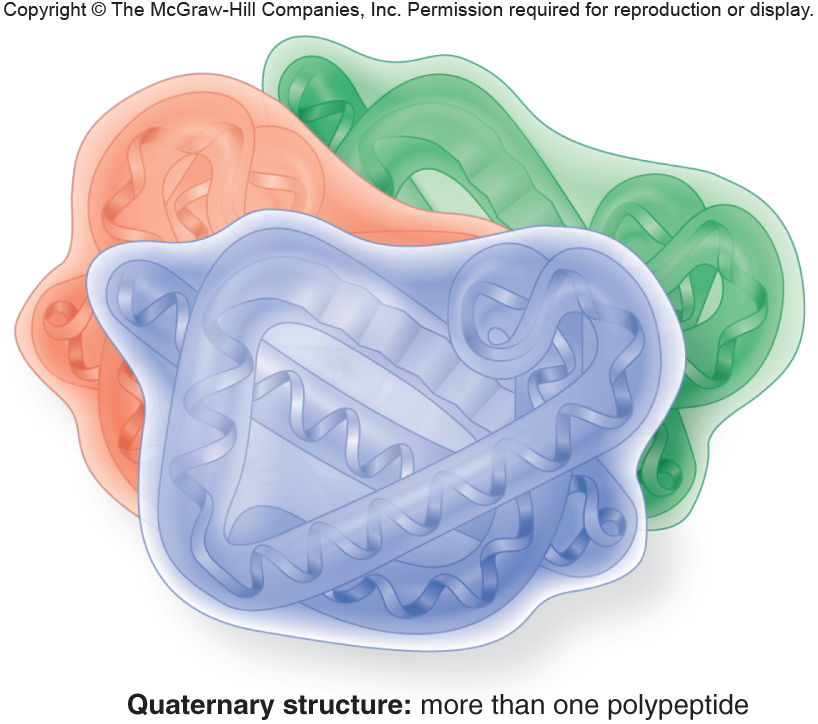 Copyright © The McGraw-Hill Companies, Inc. Permission required for reproduction or display.
Quaternary structure: more than one polypeptide